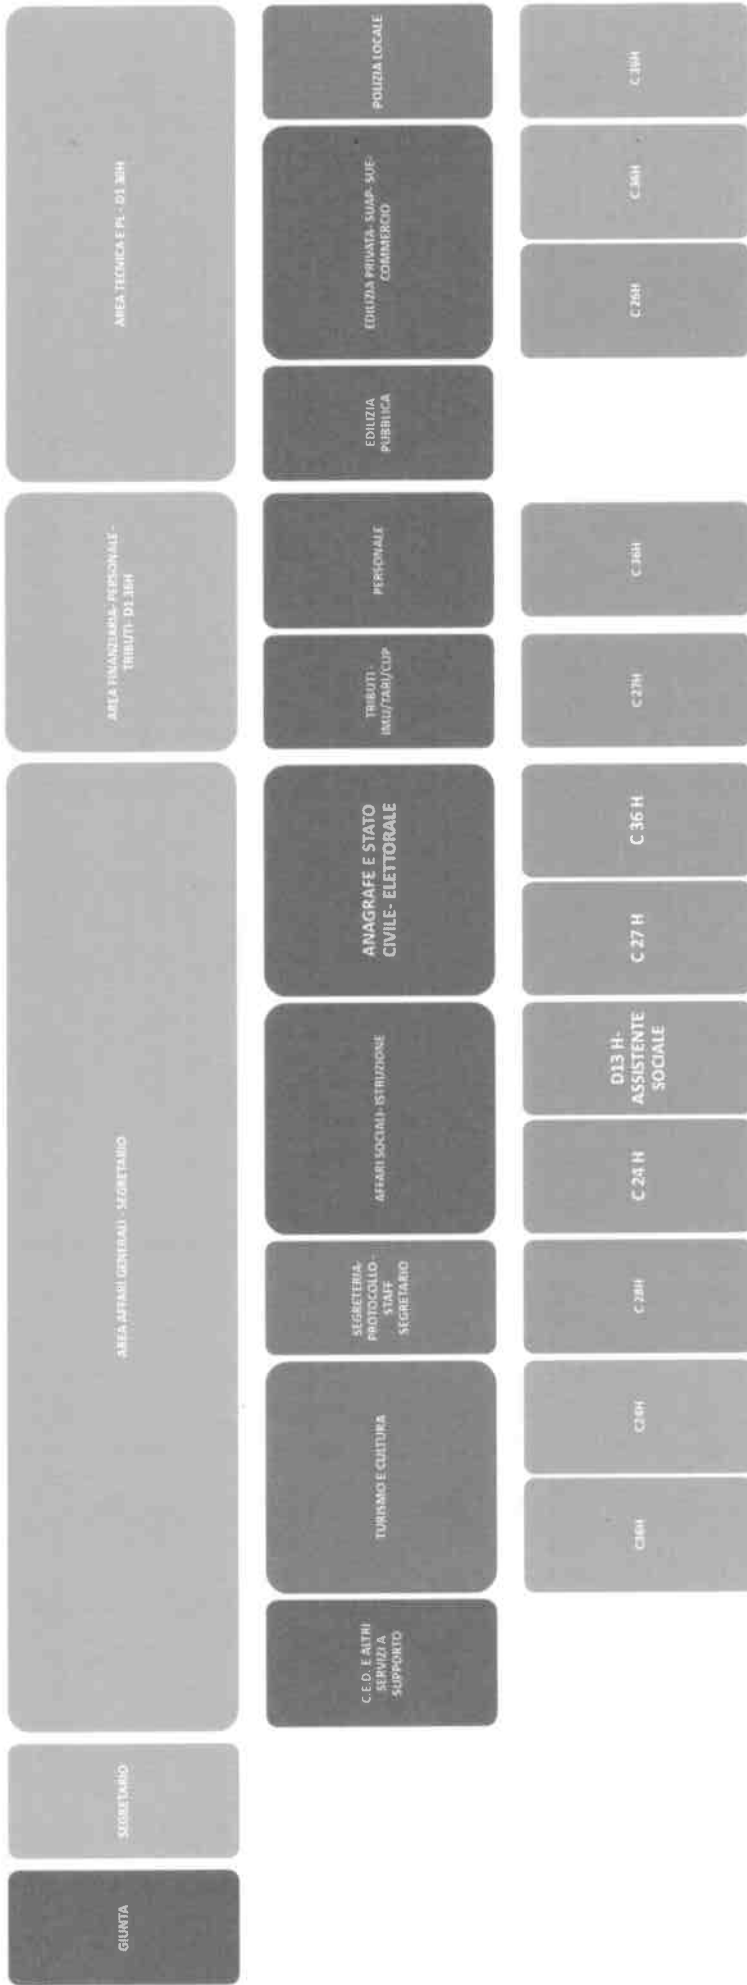 GIUNTA
SEGRETARIO
AREA AFFARI GENERALI - SEGRETARIO
AREA FINANZIARIA- PERSONALE -
TRIBUTI- D1 36H
AREA TECNICA E PL - D1 30H
C.E.D. E ALTRI
SERVIZI A
SUPPORTO
TURISMO E CULTURA
SEGRETERIA-
PROTOCOLLO -
STAFF
SEGRETARIO
AFFARI SOCIALI- ISTRUZIONE
ANAGRAFE E STATO
CIVILE- ELETTORALE
TRIBUTI -
IMU/TARI/CUP
PERSONALE
EDILIZIA
PUBBLICA
EDILIZIA PRIVATA- SUAP- SUE-
COMMERCIO
POLIZIA LOCALE
C36H
C24H
C 28H
C 24 H
D13 H-
ASSISTENTE
SOCIALE
C 27 H
C 36 H
C 27H
C 36H
C 26H
C 36H
C 36H